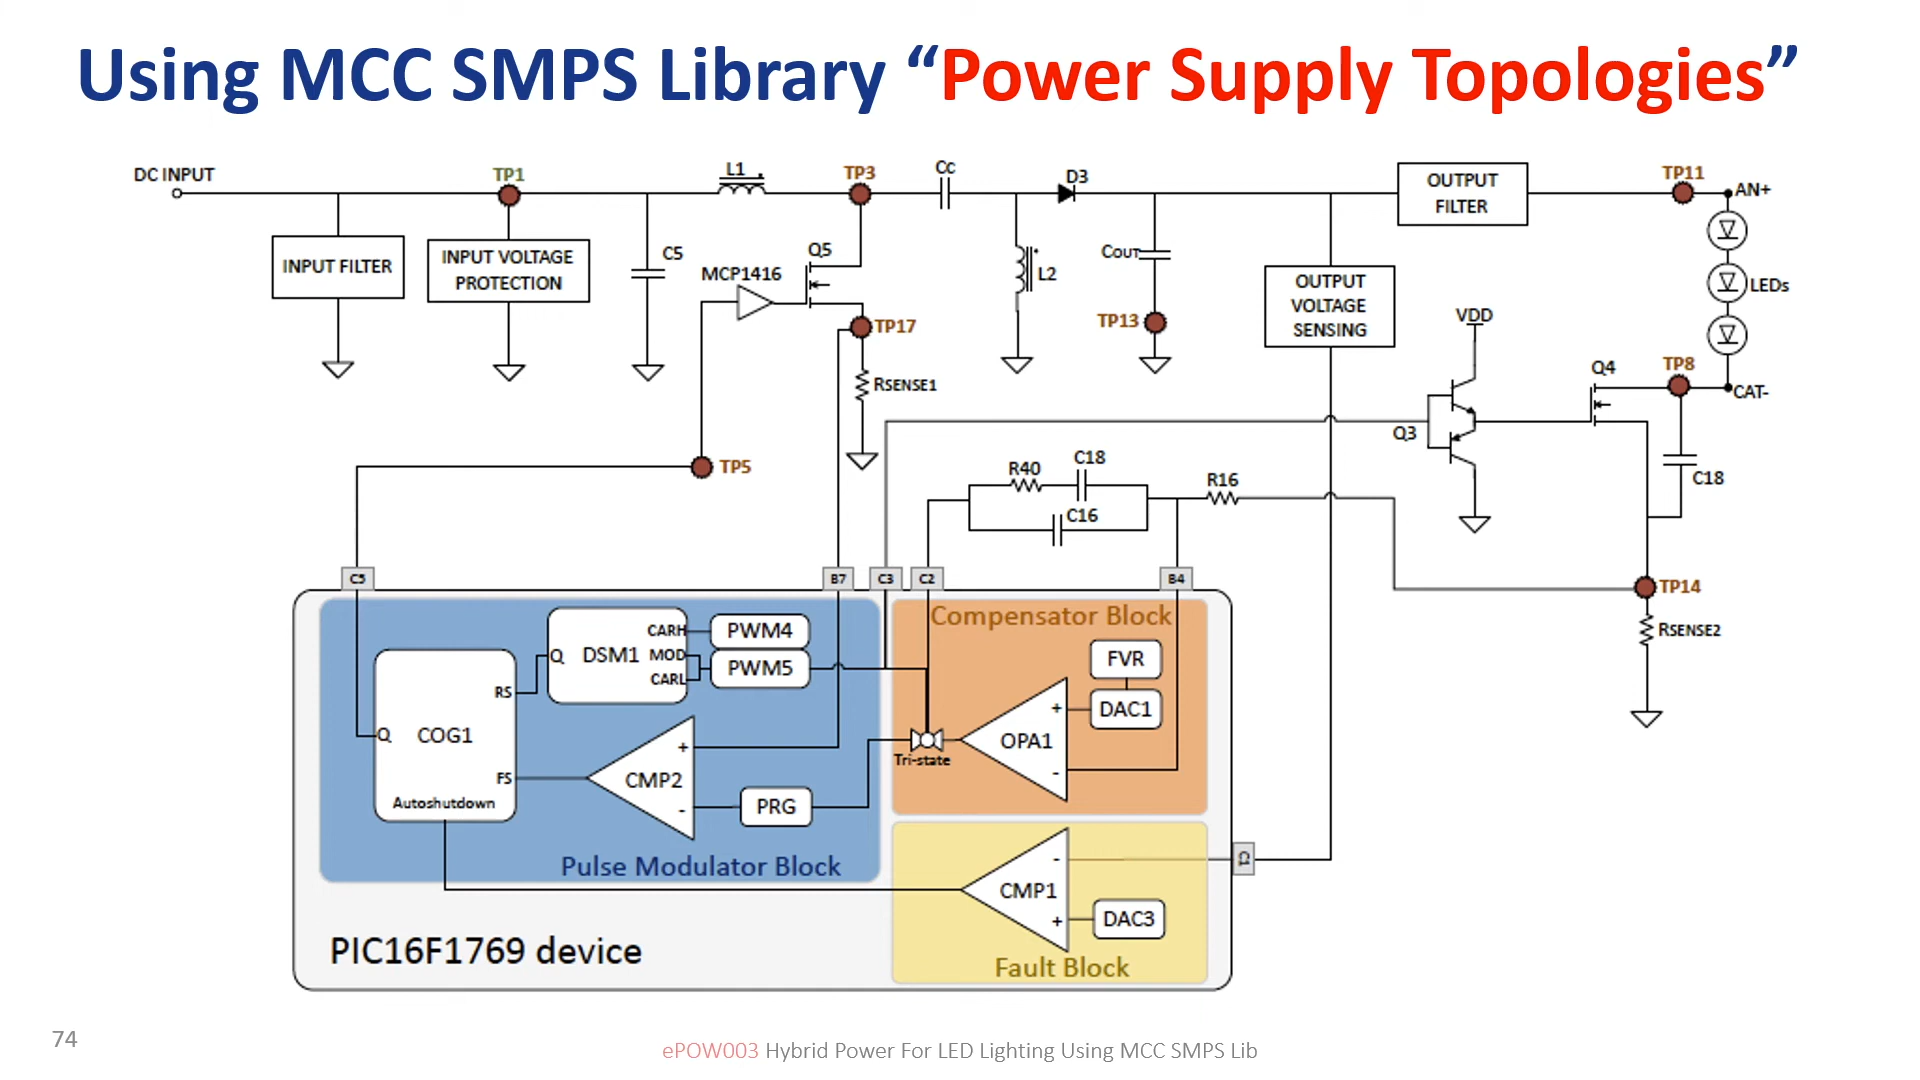 Using MCC SMPS Library “Power Supply Topologies”
DC INPUT
TP1
L1
TP3
Cc
D3
OUTPUT
FILTER
TP11
AN+
INPUT FILTER
INPUT VOLTAGE
PROTECTION
C5
MCP1416
Q5
L2
COUT
OUTPUT
VOLTAGE
SENSING
LEDs
TP17
TP13
VDD
RSENSE1
Q4
TP8
CAT-
Q3
TP5
R40
C18
C16
R16
C18
TP14
RSENSE2
C5
B7
C3
C2
B4
Compensator Block
CARH
PWM4
Q
DSM1
MOD
PWM5
CARL
FVR
RS
DAC1
+
Q
COG1
OPA1
-
Tri-state
+
CMP2
-
FS
PRG
Autoshutdown
Pulse Modulator Block
-
C1
CMP1
+
DAC3
PIC16F1769 device
Fault Block
74
ePOW003 Hybrid Power For LED Lighting Using MCC SMPS Lib